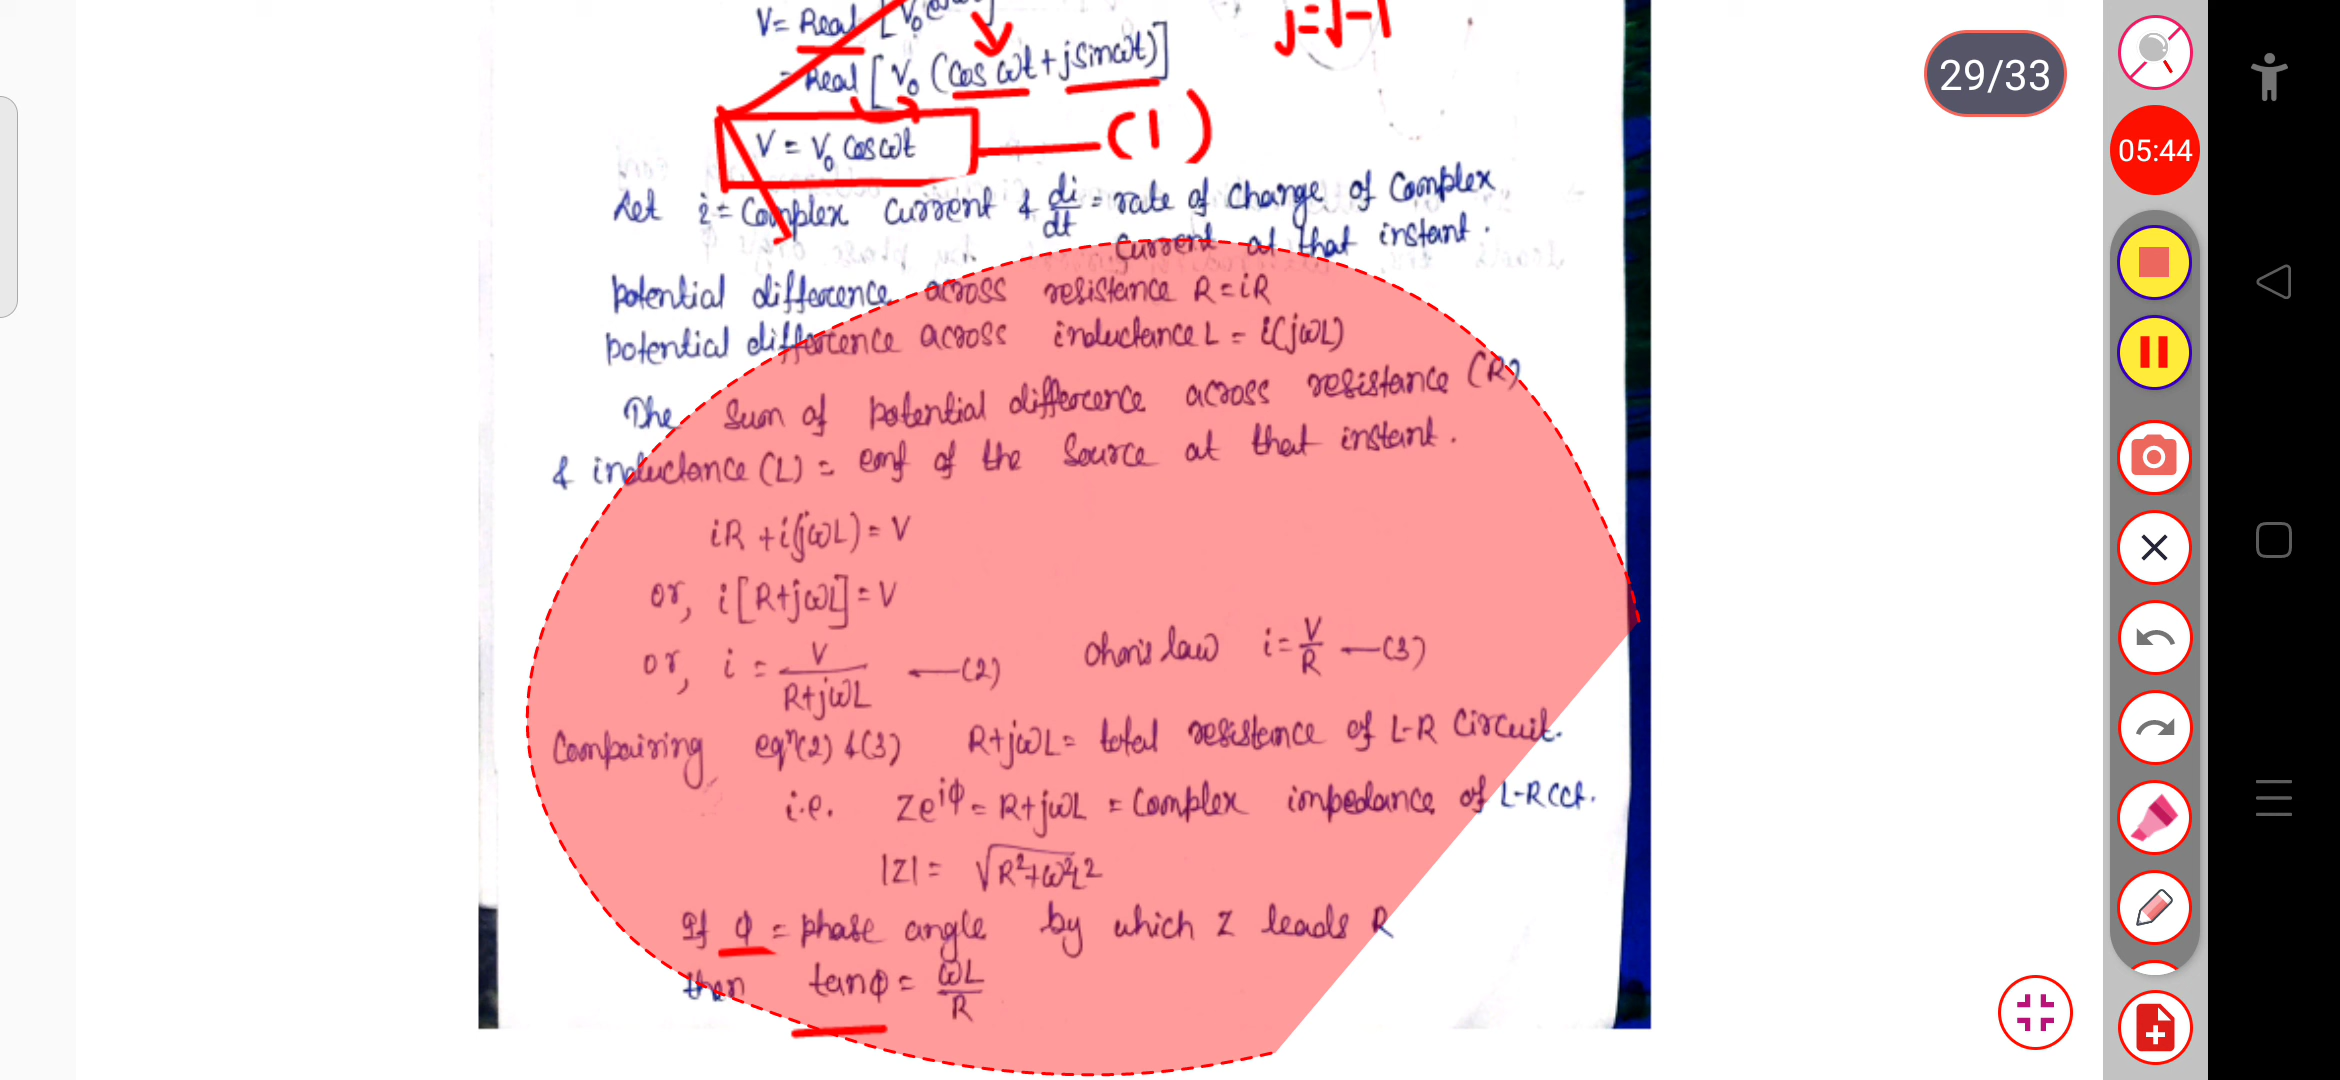 V = Real [V₀
j=√-1
= Real [V₀ (cos ωt + j sin ωt)]
29/33
V = V₀ cos ωt — (1)
05:44
Let i = Complex current & di/dt = rate of change of complex
current at that instant.
potential difference across resistance R = iR
potential difference across inductance L = i(jωL)
The sum of potential difference across resistance (R)
& inductance (L) = emf of the source at that instant.
iR + i(jωL) = V
or, i[R+jωL] = V
or, i = V/(R+jωL) —(2) ohm's law i = V/R —(3)
Compairing eqⁿ(2) &(3) R+jωL = total resistance of L-R Circuit.
i.e. Ze^iϕ = R+jωL = Complex impedance of L-R CCt.
|Z| = √R²+ω²L²
If ϕ = phase angle by which Z leads R
then tanϕ = ωL/R